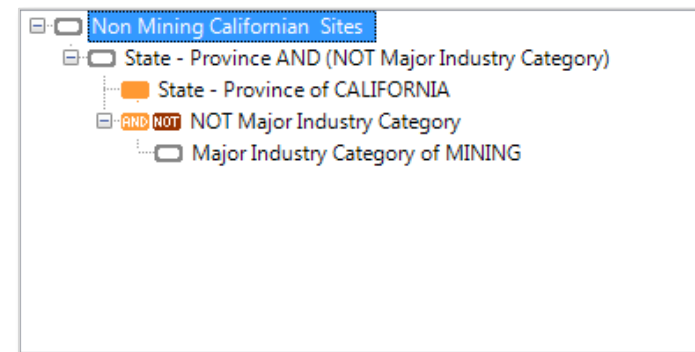 Non Mining Californian Sites
State - Province AND (NOT Major Industry Category)
State - Province of CALIFORNIA
AND NOT NOT Major Industry Category
Major Industry Category of MINING